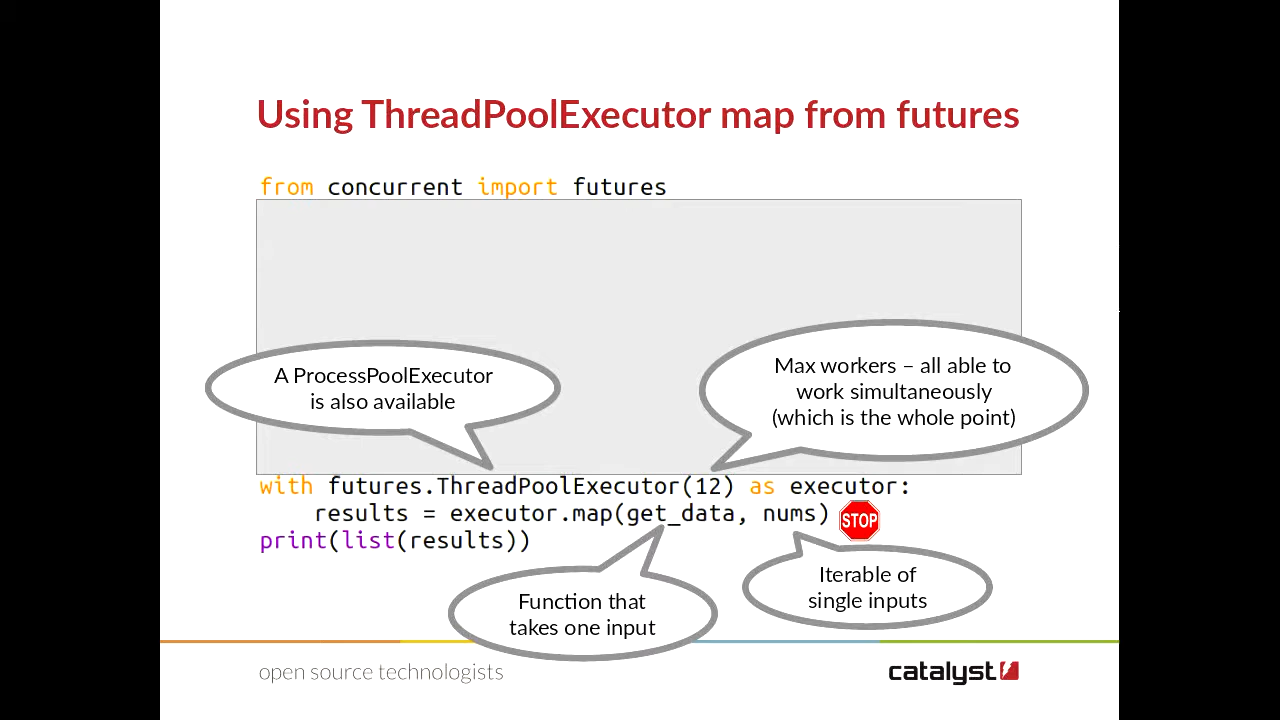 Using ThreadPoolExecutor map from futures
from concurrent import futures
A ProcessPoolExecutor
is also available
Max workers – all able to
work simultaneously
(which is the whole point)
with futures.ThreadPoolExecutor(12) as executor:
    results = executor.map(get_data, nums)
STOP
print(list(results))
Function that
takes one input
Iterable of
single inputs
open source technologists
catalyst